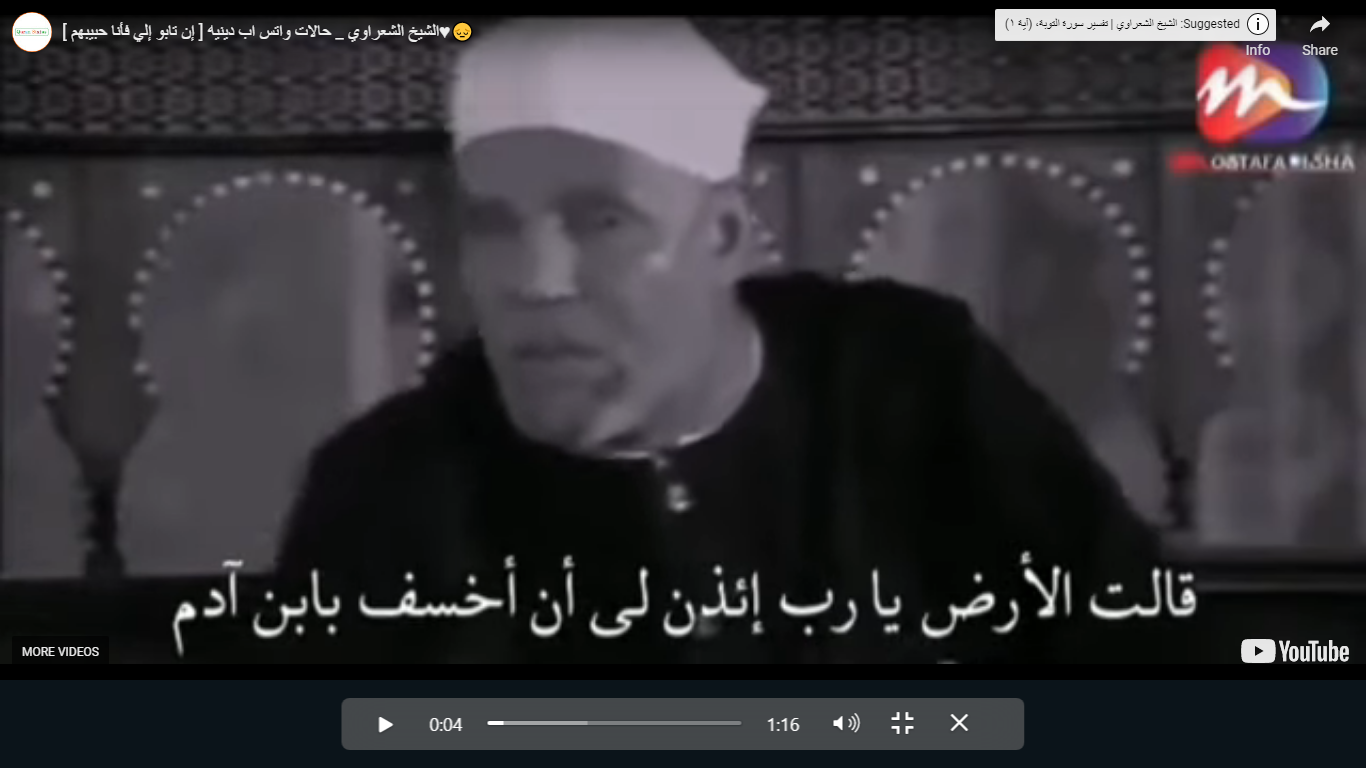 الشيخ الشعراوي _ حالات واتس اب دينيه [ إن تابو إلي فأنا حبيبهم ]♥😔
Suggested: الشيخ الشعراوي | تفسير سورة التوبة، (آية ١)
Info
Share
قالت الأرض يا رب إئذن لى أن أخسف بابن آدم
MORE VIDEOS
YouTube
0:04
1:16